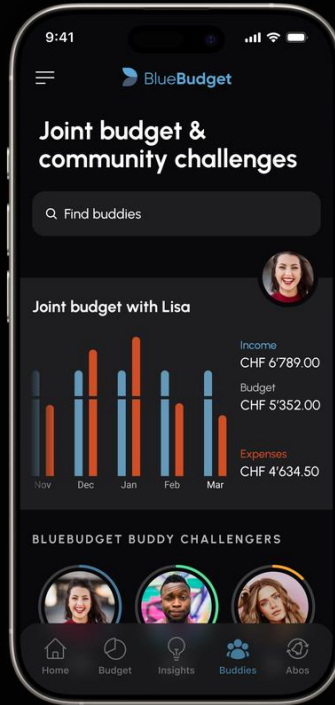 9:41
BlueBudget
Joint budget &
community challenges
Find buddies
Joint budget with Lisa
Income
CHF 6'789.00
Budget
CHF 5'352.00
Expenses
CHF 4'634.50
Nov Dec Jan Feb Mar
BLUEBUDGET BUDDY CHALLENGERS
Home Budget Insights Buddies Abos